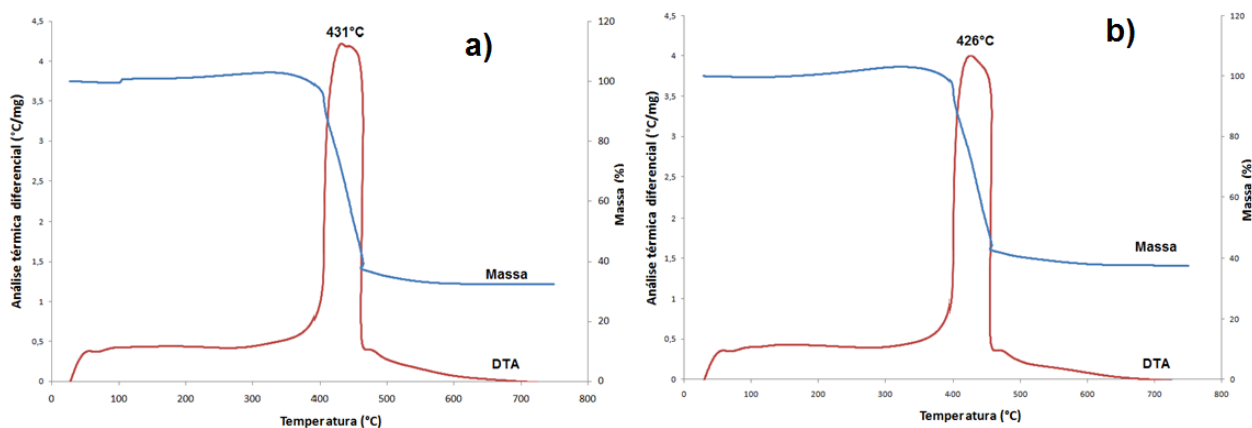 a)
431°C
4,5
4
3,5
3
2,5
2
1,5
1
0,5
0
Análise térmica diferencial (°C/mg)
120
100
80
60
40
20
0
Massa (%)
Massa
DTA
0 100 200 300 400 500 600 700 800
Temperatura (°C)
b)
426°C
4,5
4
3,5
3
2,5
2
1,5
1
0,5
0
Análise térmica diferencial (°C/mg)
120
100
80
60
40
20
0
Massa (%)
Massa
DTA
0 100 200 300 400 500 600 700 800
Temperatura (°C)